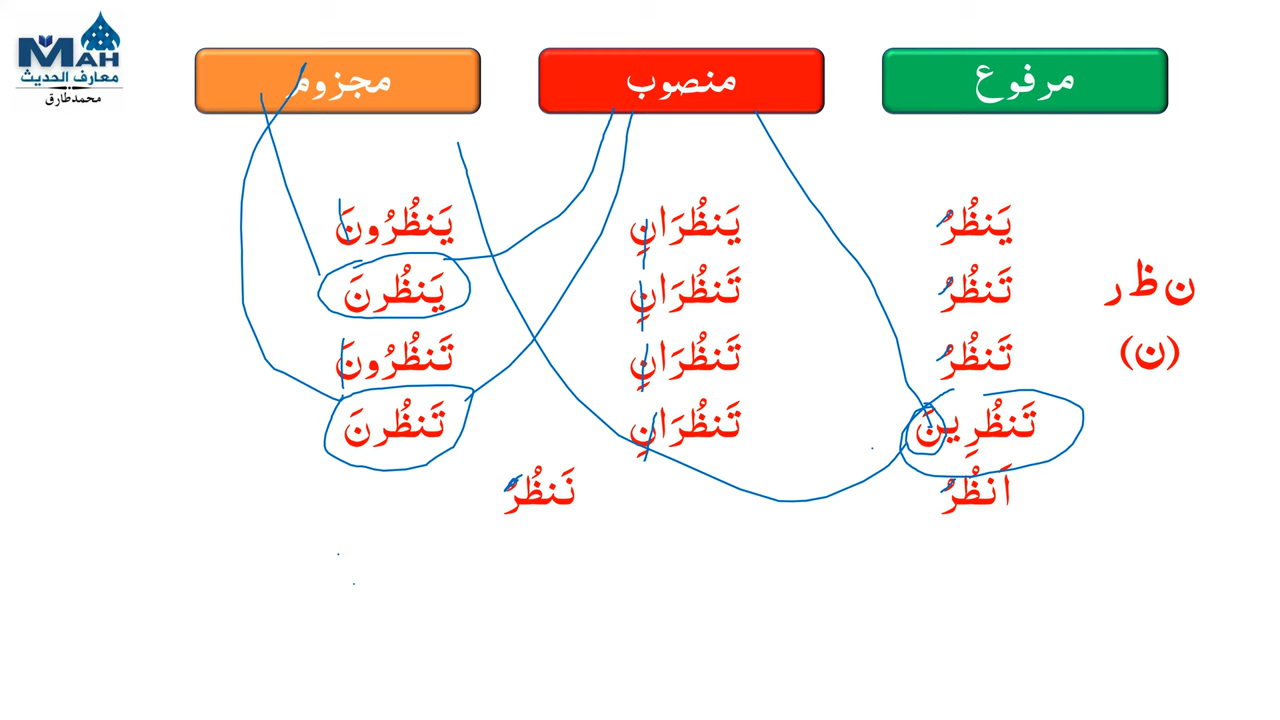 MAH
معارف الحدیث
محمد طارق
مرفوع منصوب مجزوم
ن ظ ر
(ن)
يَنظُرُ يَنظُرَانِ يَنظُرُونَ
تَنظُرُ تَنظُرَانِ يَنظُرنَ
تَنظُرُ تَنظُرَانِ تَنظُرُونَ
تَنظُرِينَ تَنظُرَانِ تَنظُرنَ
اَنظُرُ نَنظُرُ